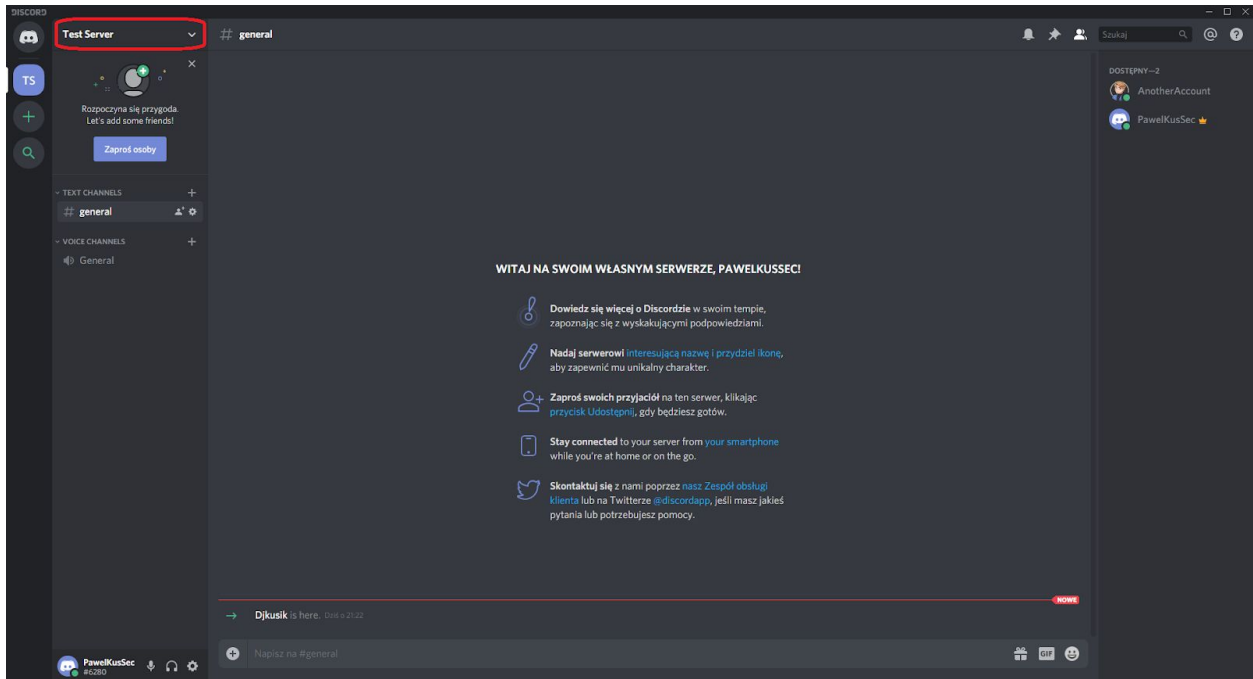 DISCORD
Test Server
# general
Szukaj
TS
Rozpoczyna się przygoda.
Let's add some friends!
Zaproś osoby
TEXT CHANNELS
# general
VOICE CHANNELS
General
WITAJ NA SWOIM WŁASNYM SERWERZE, PAWELKUSSEC!
Dowiedz się więcej o Discordzie w swoim tempie,
zapoznając się z wyskakującymi podpowiedziami.
Nadaj serwerowi interesującą nazwę i przydziel ikonę,
aby zapewnić mu unikalny charakter.
Zaproś swoich przyjaciół na ten serwer, klikając
przycisk Udostępnij, gdy będziesz gotów.
Stay connected to your server from your smartphone
while you're at home or on the go.
Skontaktuj się z nami poprzez nasz Zespół obsługi
klienta lub na Twitterze @discordapp, jeśli masz jakieś
pytania lub potrzebujesz pomocy.
NOWE
Djkusik is here. Dziś o 21:22
Napisz na #general
GIF
PawelKusSec
#6280
DOSTĘPNY—2
AnotherAccount
PawelKusSec